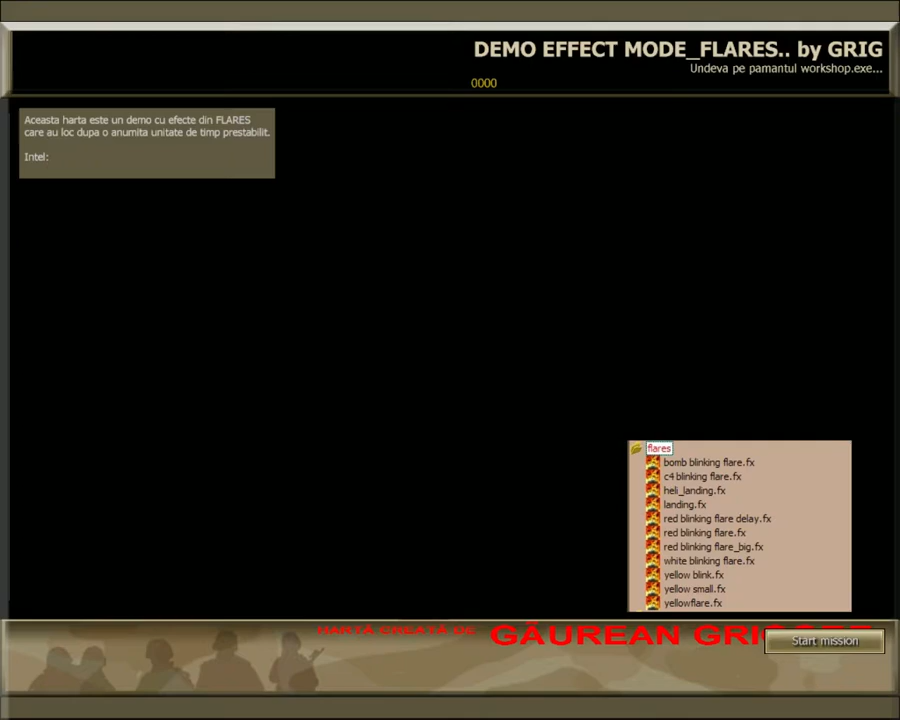 DEMO EFFECT MODE_FLARES.. by GRIG
Undeva pe pamantul workshop.exe...
0000
Aceasta harta este un demo cu efecte din FLARES
care au loc dupa o anumita unitate de timp prestabilit.
Intel:
flares
bomb blinking flare.fx
c4 blinking flare.fx
heli_landing.fx
landing.fx
red blinking flare delay.fx
red blinking flare.fx
red blinking flare_big.fx
white blinking flare.fx
yellow blink.fx
yellow small.fx
yellowflare.fx
HARTĂ CREATĂ DE GĂUREAN
Start mission